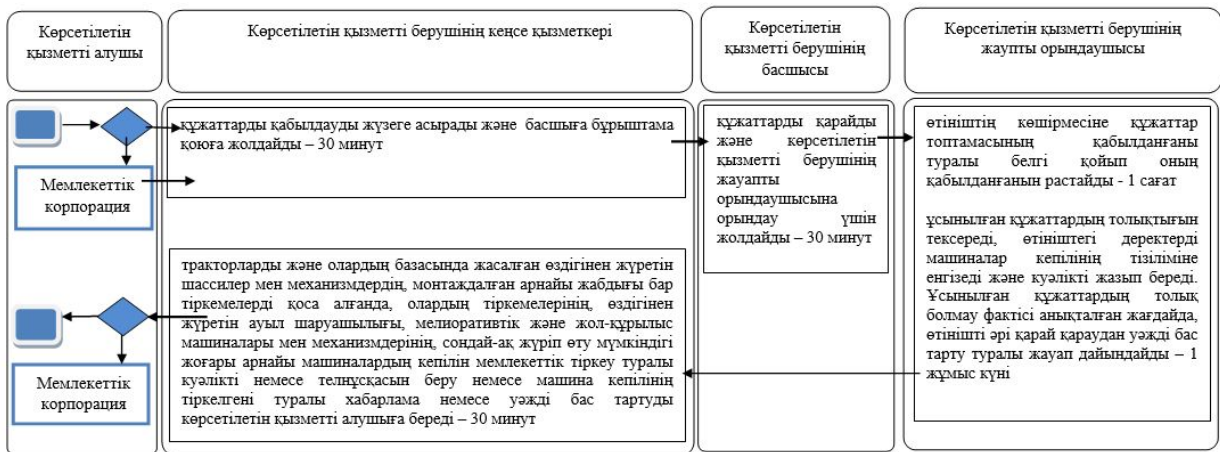 Көрсетілетін
қызметті алушы
Көрсетілетін қызметті берушінің кеңсе қызметкері
Көрсетілетін
қызметті берушінің
басшысы
Көрсетілетін қызметті берушінің
жаупты орындаушысы
құжаттарды қабылдауды жүзеге асырады және басшыға бұрыштама
қоюға жолдайды – 30 минут
Мемлекеттік
корпорация
құжаттарды қарайды
және көрсетілетін
қызметті берушінің
жауапты
орындаушысына
орындау үшін
жолдайды – 30 минут
өтініштің көшірмесіне құжаттар
топтамасының қабылданғаны
туралы белгі қойып оның
қабылданғанын растайды - 1 сағат
ұсынылған құжаттардың толықтығын
тексереді, өтініштегі деректерді
машиналар кепілінің тізіліміне
енгізеді және куәлікті жазып береді.
Ұсынылған құжаттардың толық
болмау фактісі анықталған жағдайда,
өтінішті әрі қарай қараудан уәжді бас
тарту туралы жауап дайындайды – 1
жұмыс күні
тракторларды және олардың базасында жасалған өздігінен жүретін
шассилер мен механизмдердің, монтаждалған арнайы жабдығы бар
тіркемелерді қоса алғанда, олардың тіркемелерінің, өздігінен
жүретін ауыл шаруашылығы, мелиоративтік және жол-құрылыс
машиналары мен механизмдерінің, сондай-ақ жүріп өту мүмкіндігі
жоғары арнайы машиналардың кепілін мемлекеттік тіркеу туралы
куәлікті немесе телнұсқасын беру немесе машина кепілінің
тіркелгені туралы хабарлама немесе уәжді бас тартуды
көрсетілетін қызметті алушыға береді – 30 минут
Мемлекеттік
корпорация